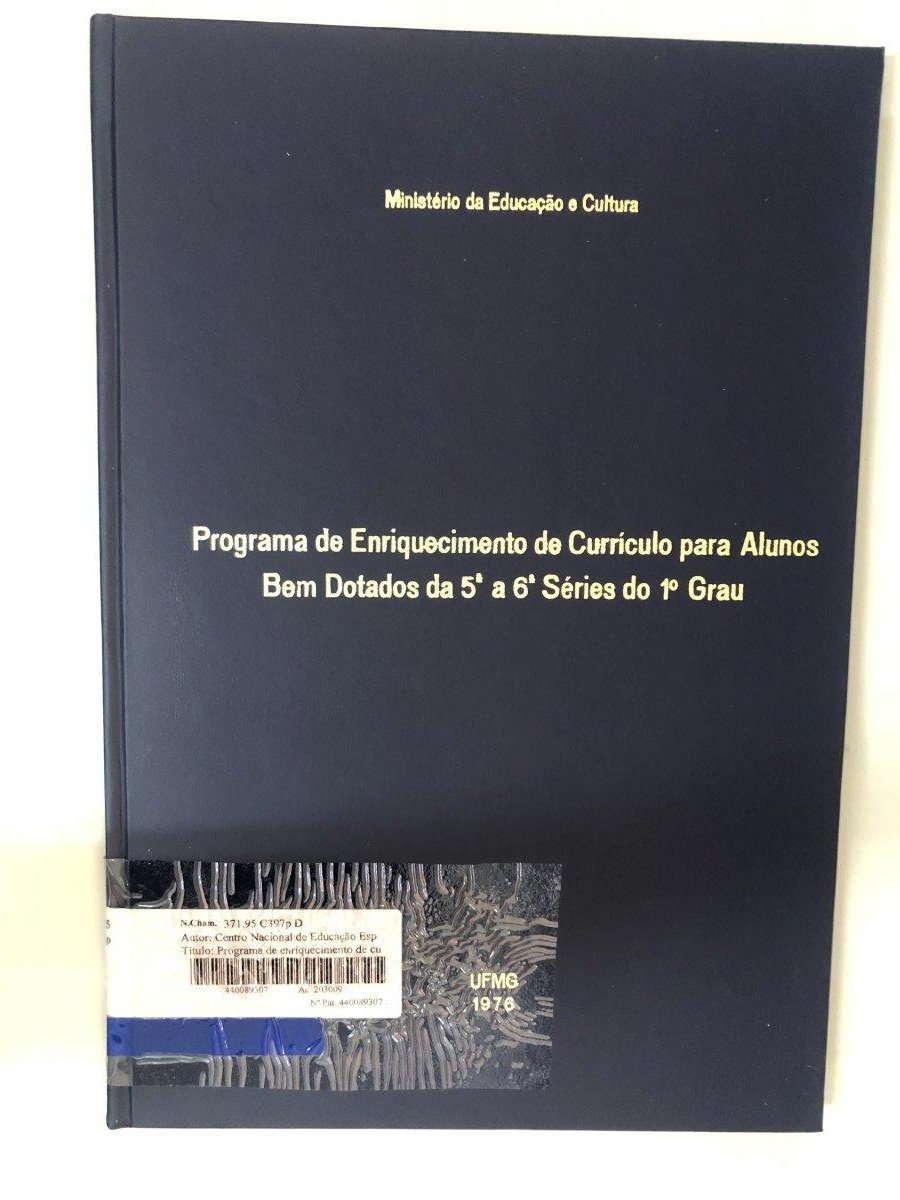 Ministério da Educação e Cultura
Programa de Enriquecimento de Currículo para Alunos
Bem Dotados da 5ª a 6ª Séries do 1º Grau
N.Cham. 371.95 C397p D
Autor: Centro Nacional de Educação Esp
Título: Programa de enriquecimento de cu
440089307 Ac. 203009
Nº Pat. 440089307
UFMG
1976